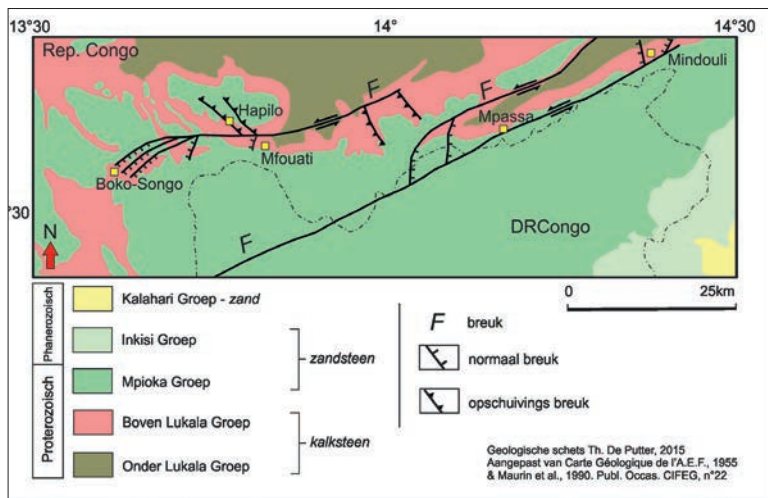 13°30
14°
14°30
Rep. Congo
F
F
Mindouli
Hapilo
Mpassa
Mfouati
Boko-Songo
°30
N
F
DRCongo
0 25km
Phanerozoisch
Kalahari Groep - zand
Inkisi Groep
zandsteen
Proterozoisch
Mpioka Groep
Boven Lukala Groep
kalksteen
Onder Lukala Groep
F breuk
normaal breuk
opschuivings breuk
Geologische schets Th. De Putter, 2015
Aangepast van Carte Géologique de l'A.E.F., 1955
& Maurin et al., 1990. Publ. Occas. CIFEG, n°22